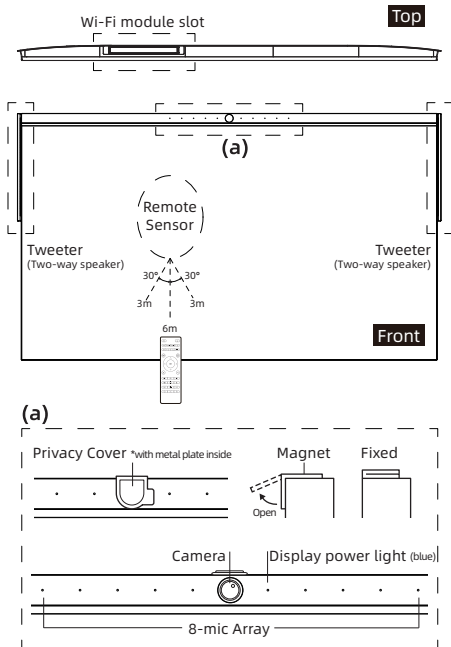 Wi-Fi module slot
Top
(a)
Remote
Sensor
Tweeter
(Two-way speaker)
Tweeter
(Two-way speaker)
30° 30°
3m 3m
6m
Front
(a)
Privacy Cover *with metal plate inside
Magnet Fixed
Open
Camera Display power light (blue)
8-mic Array